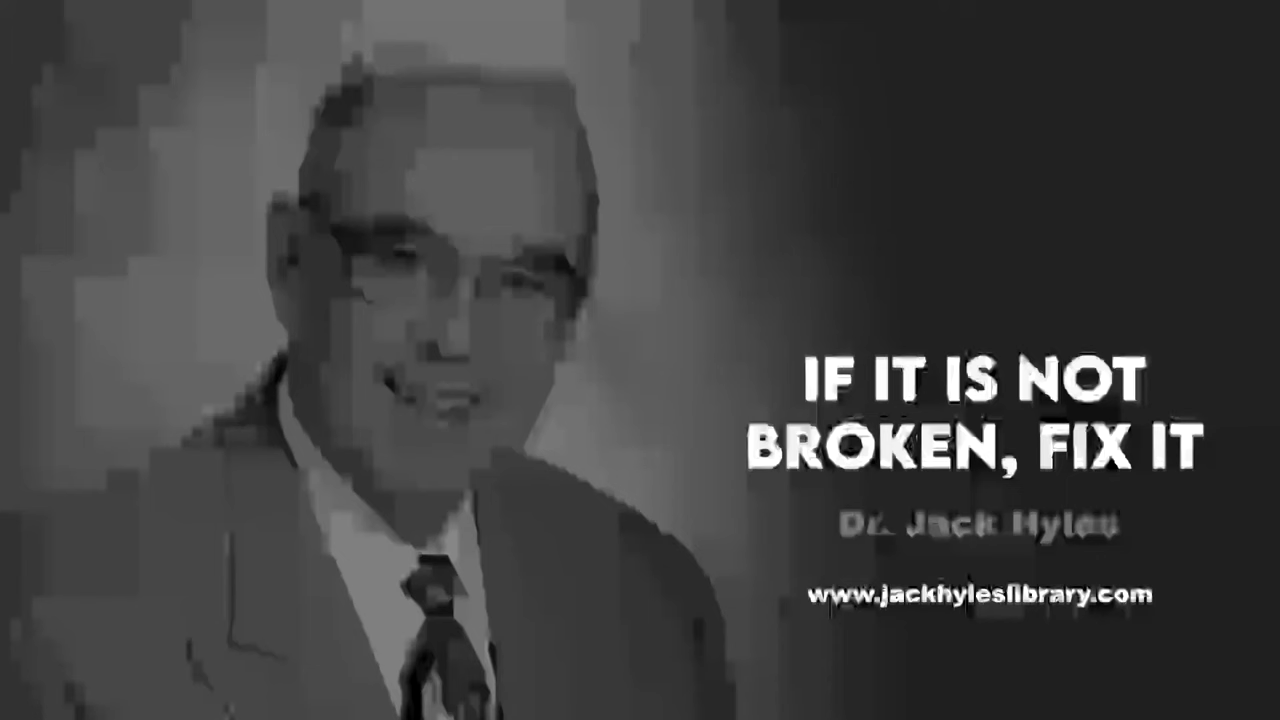 IF IT IS NOT
BROKEN, FIX IT
Dr. Jack Hyles
www.jackhyleslibrary.com